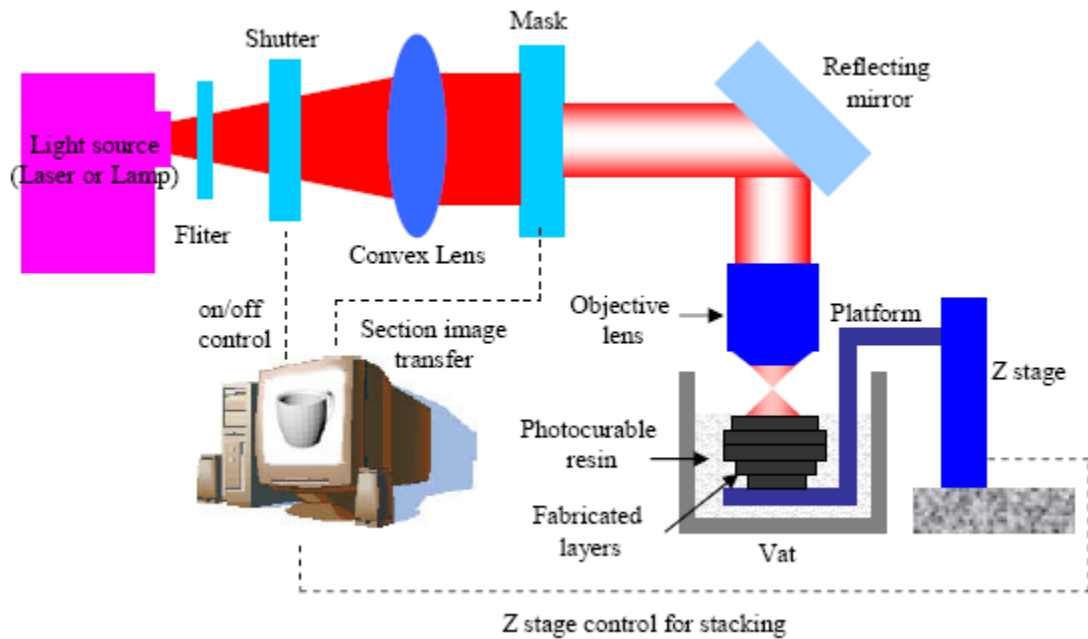 Mask
Shutter
Reflecting
mirror
Light source
(Laser or Lamp)
Fliter
Convex Lens
on/off
control
Section image
transfer
Objective
lens
Platform
Z stage
Photocurable
resin
Fabricated
layers
Vat
Z stage control for stacking